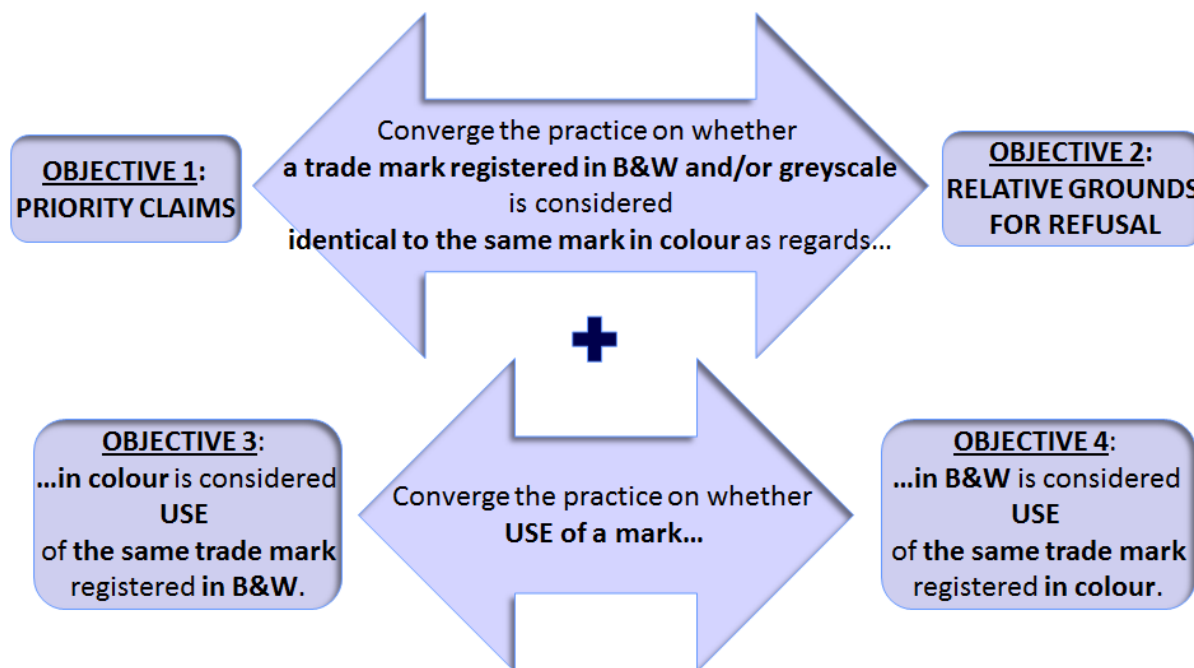 Converge the practice on whether
a trade mark registered in B&W and/or greyscale
is considered
identical to the same mark in colour as regards...
OBJECTIVE 1:
PRIORITY CLAIMS
OBJECTIVE 2:
RELATIVE GROUNDS
FOR REFUSAL
Converge the practice on whether
USE of a mark...
OBJECTIVE 3:
...in colour is considered
USE
of the same trade mark
registered in B&W.
OBJECTIVE 4:
...in B&W is considered
USE
of the same trade mark
registered in colour.